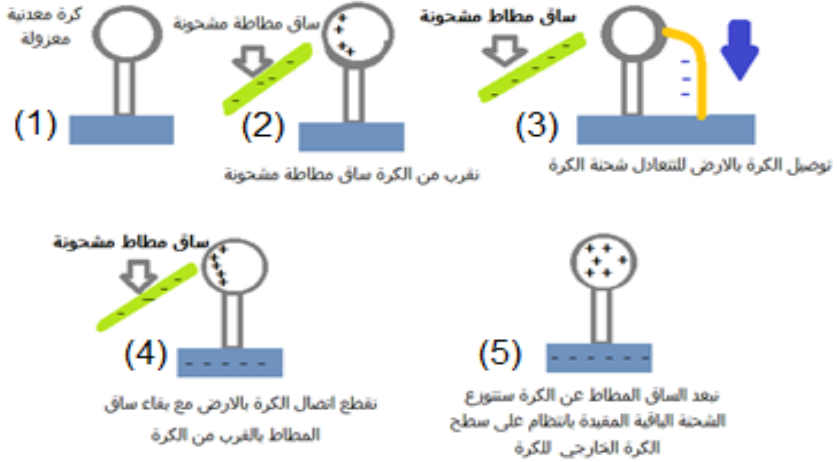 كرة معدنية
معزولة
(1)
ساق مطاطة مشحونة
(2)
نقرب من الكرة ساق مطاطة مشحونة
ساق مطاط مشحونة
(3)
توصيل الكرة بالارض للتتعادل شحنة الكرة
ساق مطاط مشحونة
(4)
نقطع اتصال الكرة بالارض مع بقاء ساق
المطاط بالقرب من الكرة
(5)
نبعد الساق المطاط عن الكرة ستتوزع
الشحنة الباقية المقيدة بانتظام على سطح
الكرة الخارجي للكرة